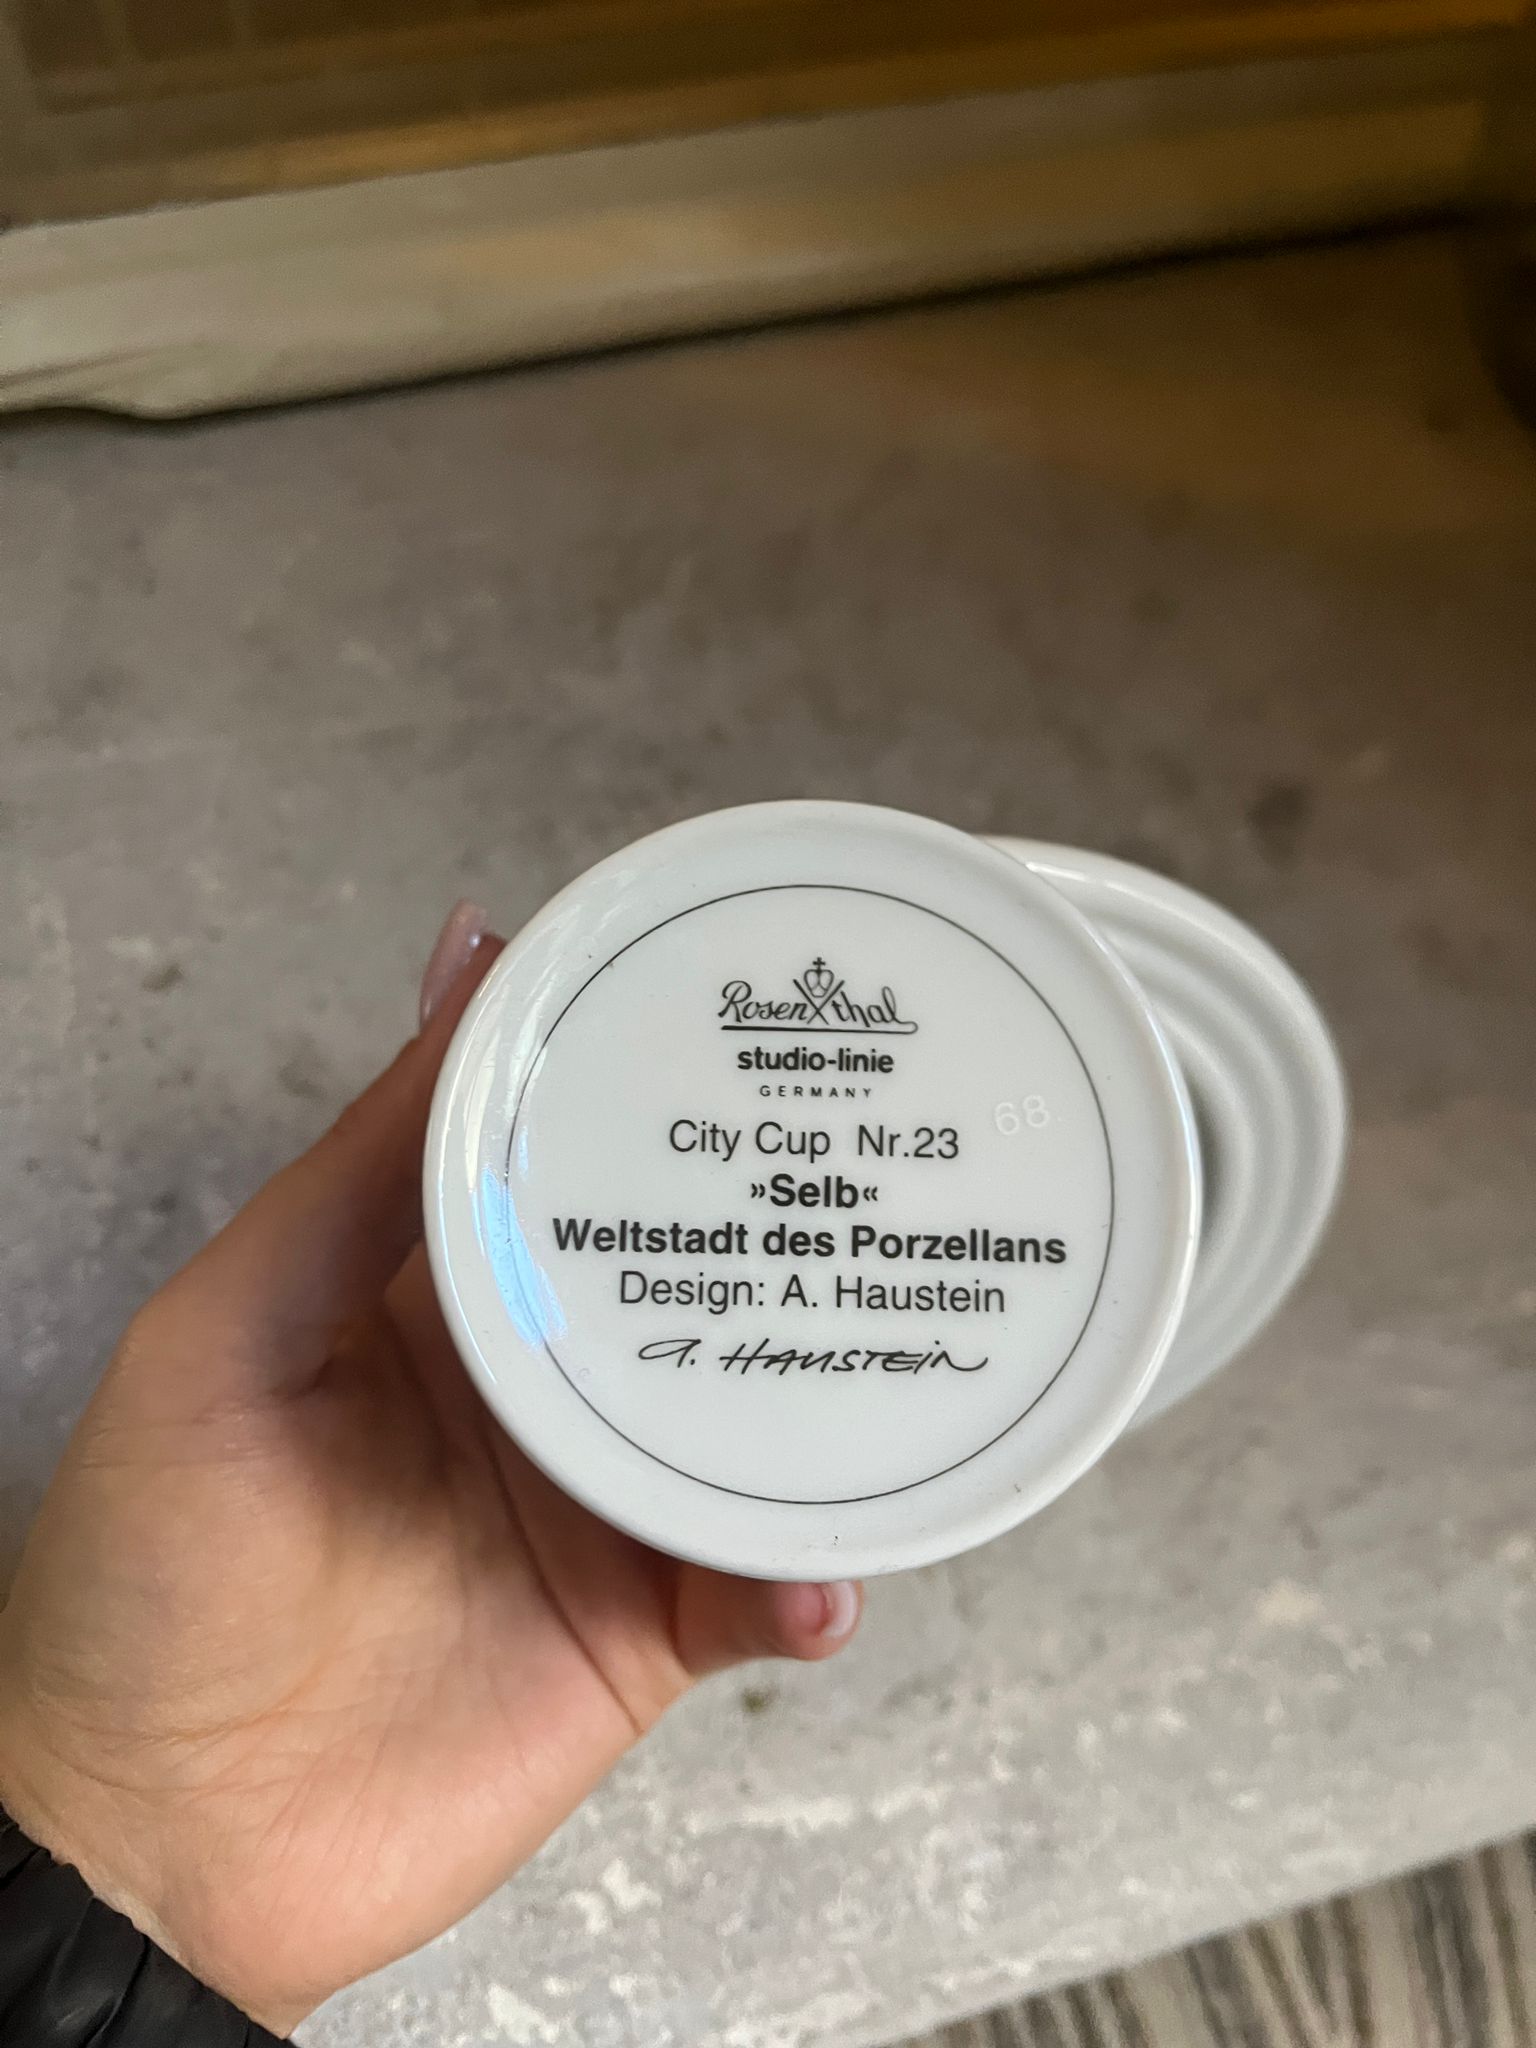 Rosenthal
studio-linie
GERMANY
City Cup Nr.23
68
»Selb«
Weltstadt des Porzellans
Design: A. Haustein
A. HAUSTEIN